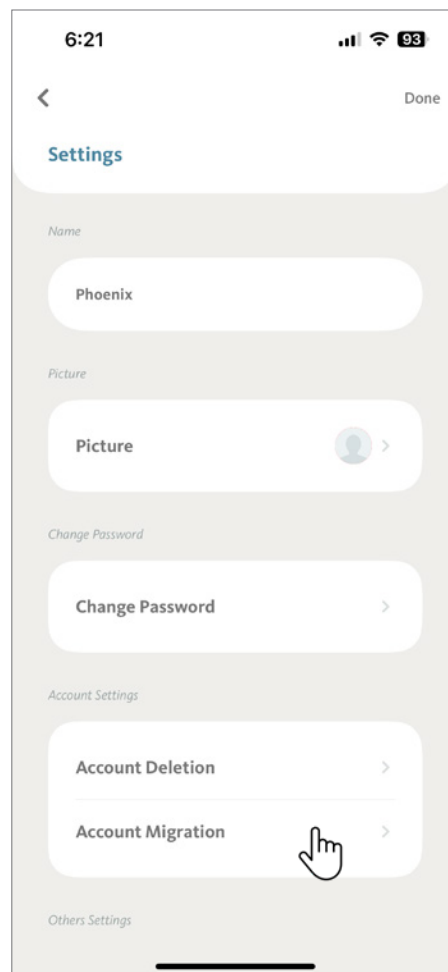 6:21
93
Done
Settings
Name
Phoenix
Picture
Picture
Change Password
Change Password
Account Settings
Account Deletion
Account Migration
Others Settings